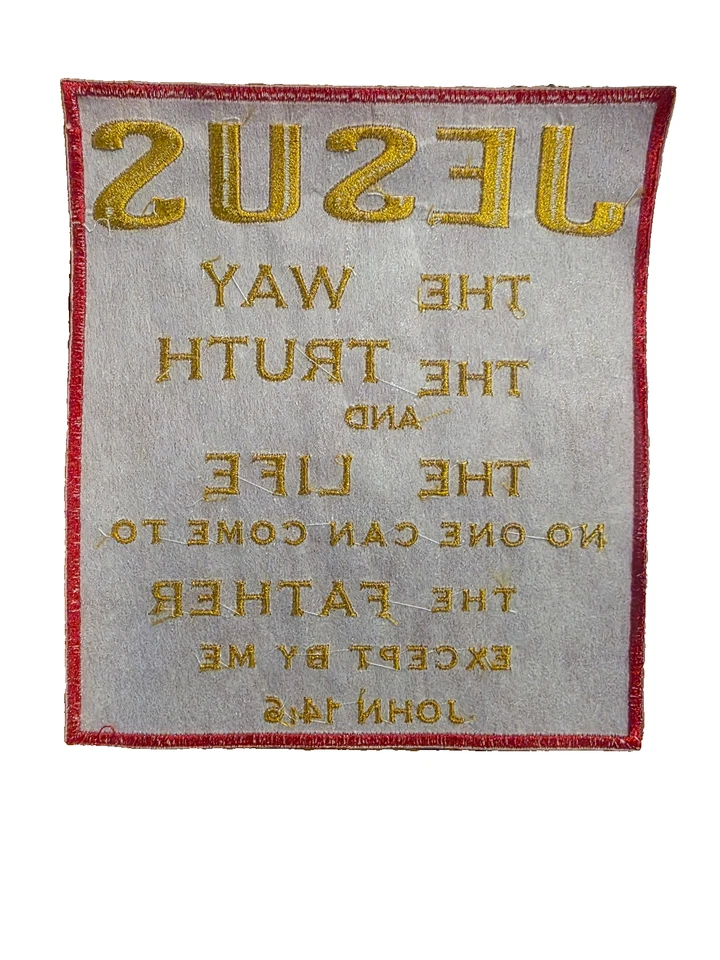 JESUS
THE WAY
THE TRUTH
AND
THE LIFE
NO ONE CAN COME TO
THE FATHER
EXCEPT BY ME
JOHN 14:6